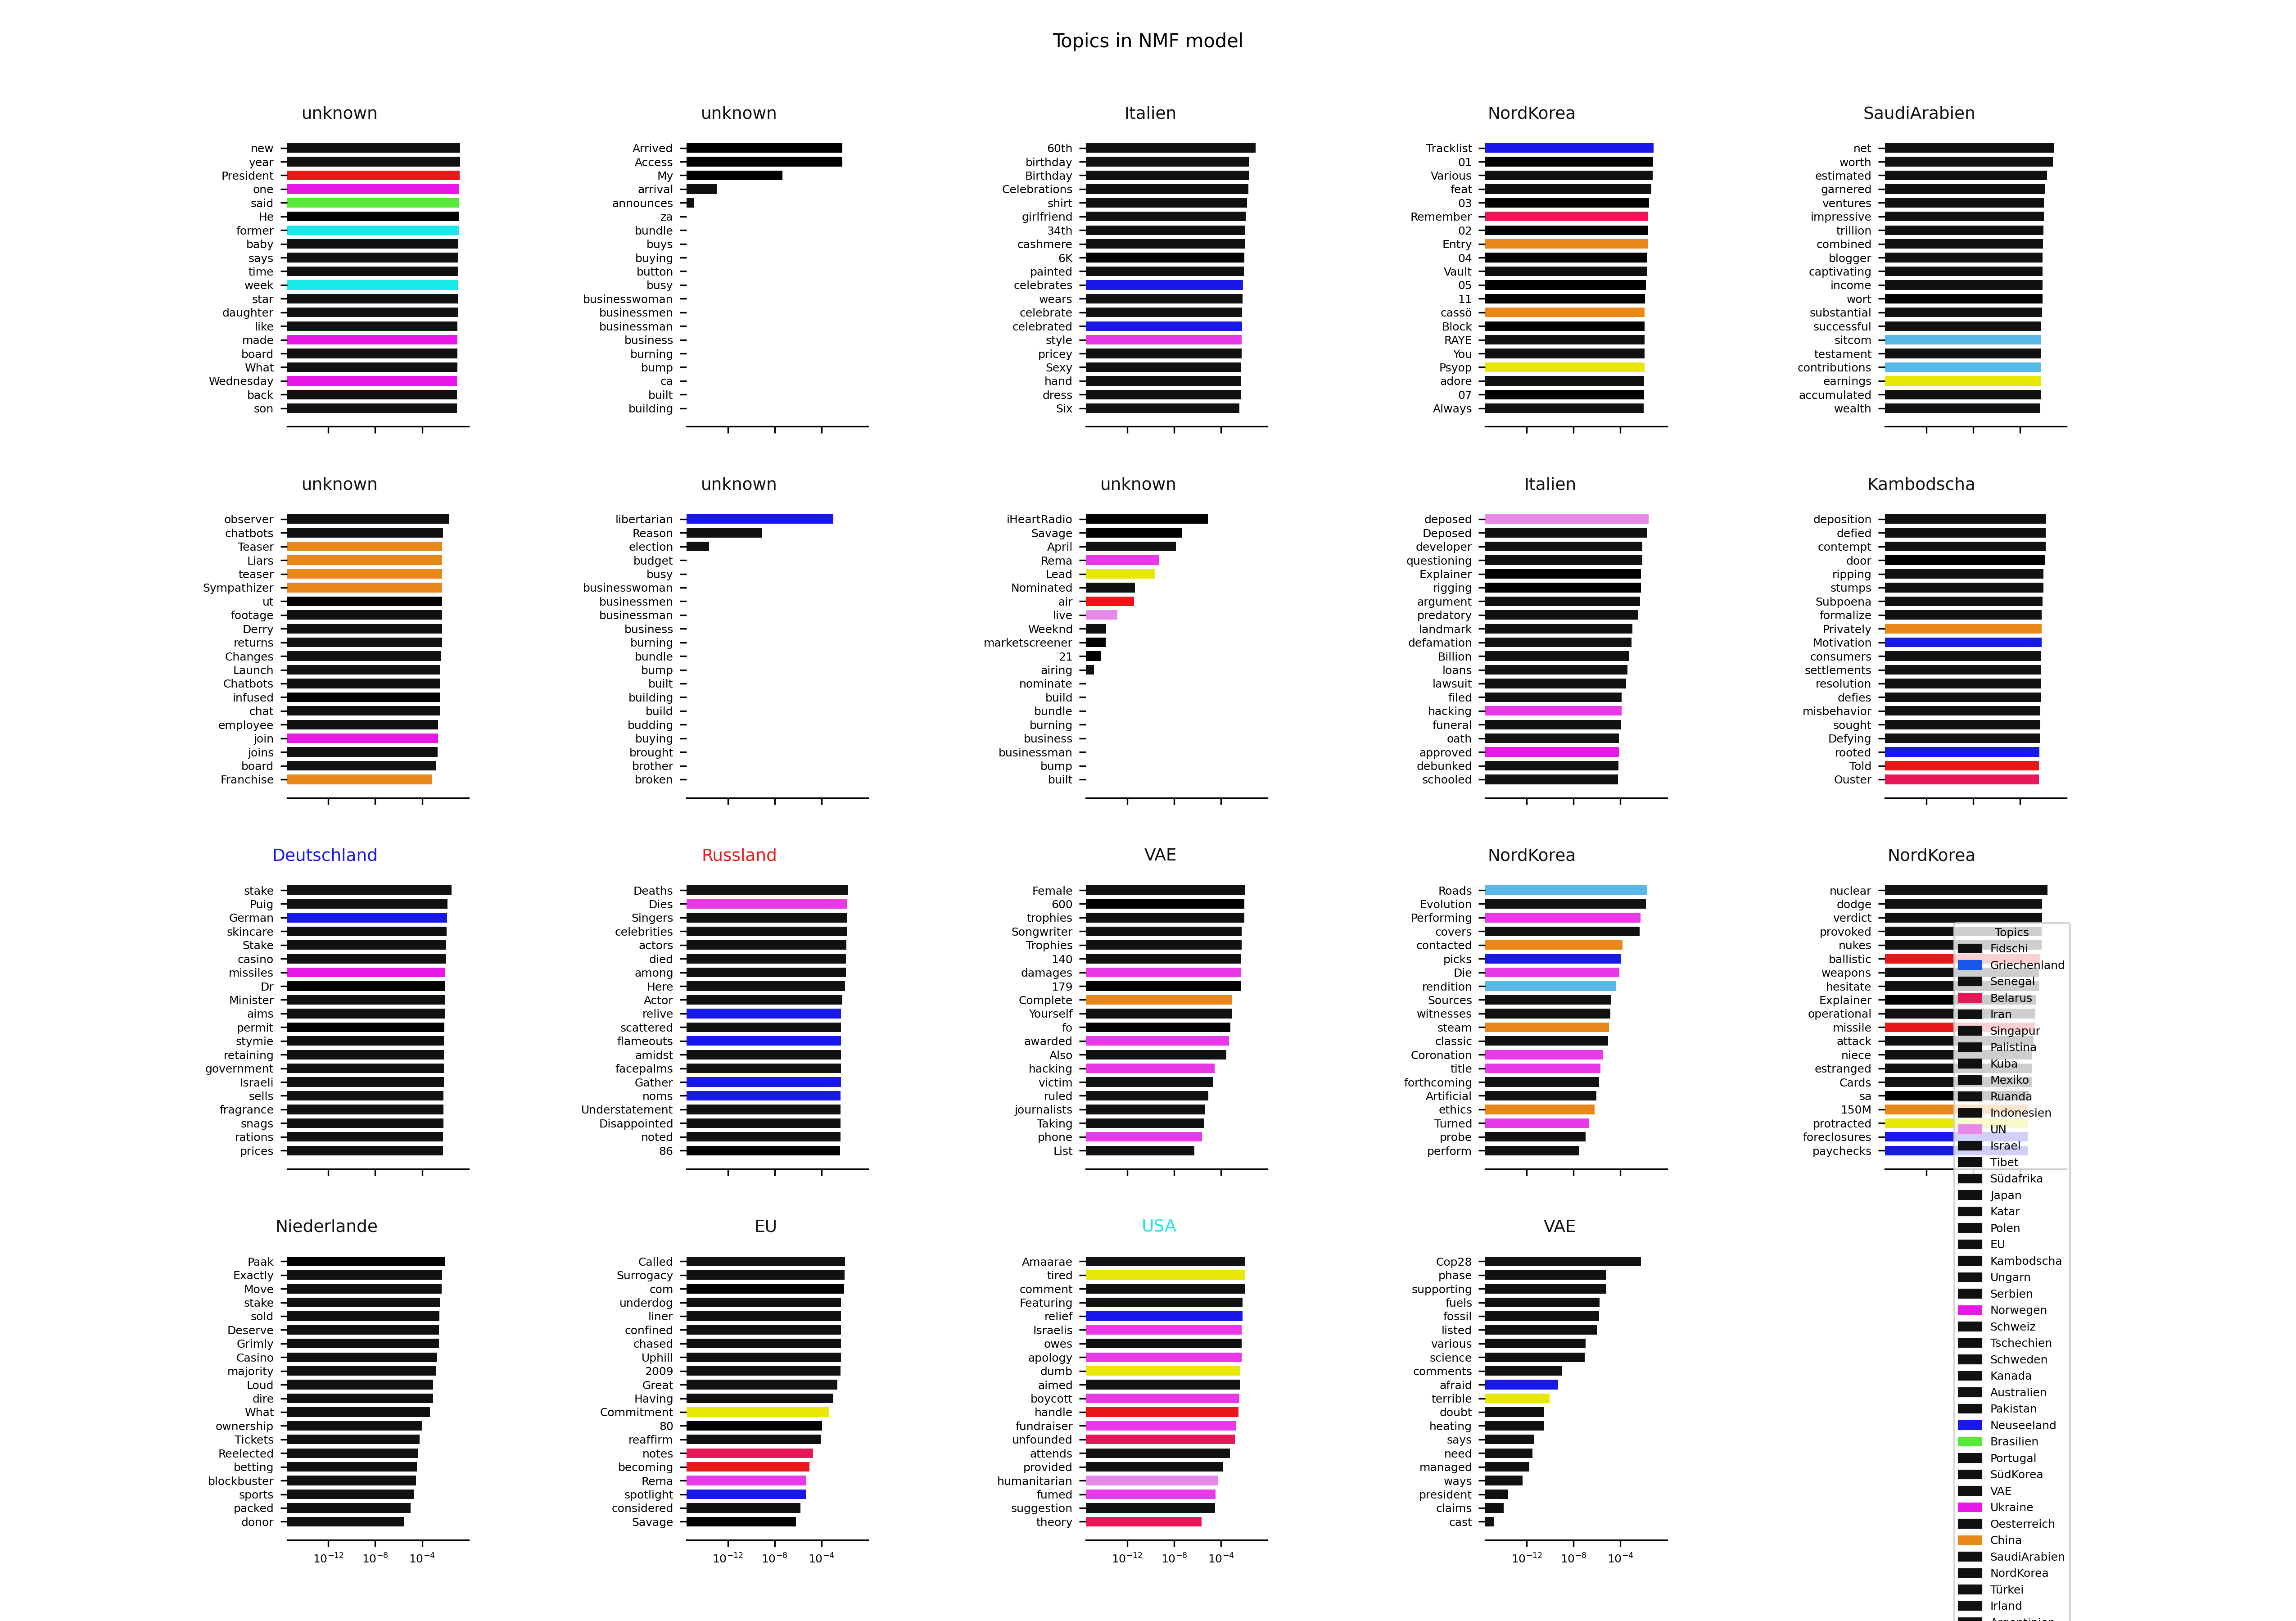 Topics in NMF model
unknown
new
year
President
one
said
He
former
baby
says
time
week
star
daughter
like
made
board
What
Wednesday
back
son
unknown
Arrived
Access
My
arrival
announces
za
bundle
buys
buying
button
busy
businesswoman
businessmen
businessman
business
burning
bump
ca
built
building
Italien
60th
birthday
Birthday
Celebrations
shirt
girlfriend
34th
cashmere
6K
painted
celebrates
wears
celebrate
celebrated
style
pricey
Sexy
hand
dress
Six
NordKorea
Tracklist
01
Various
feat
03
Remember
02
Entry
04
Vault
05
11
cassö
Block
RAYE
You
Psyop
adore
07
Always
SaudiArabien
net
worth
estimated
garnered
ventures
impressive
trillion
combined
blogger
captivating
income
wort
substantial
successful
sitcom
testament
contributions
earnings
accumulated
wealth
unknown
observer
chatbots
Teaser
Liars
teaser
Sympathizer
ut
footage
Derry
returns
Changes
Launch
Chatbots
infused
chat
employee
join
joins
board
Franchise
unknown
libertarian
Reason
election
budget
busy
businesswoman
businessmen
businessman
business
burning
bundle
bump
built
building
build
budding
buying
brought
brother
broken
unknown
iHeartRadio
Savage
April
Rema
Lead
Nominated
air
live
Weeknd
marketscreener
21
airing
nominate
build
bundle
burning
business
businessman
bump
built
Italien
deposed
Deposed
developer
questioning
Explainer
rigging
argument
predatory
landmark
defamation
Billion
loans
lawsuit
filed
hacking
funeral
oath
approved
debunked
schooled
Kambodscha
deposition
defied
contempt
door
ripping
stumps
Subpoena
formalize
Privately
Motivation
consumers
settlements
resolution
defies
misbehavior
sought
Defying
rooted
Told
Ouster
Deutschland
stake
Puig
German
skincare
Stake
casino
missiles
Dr
Minister
aims
permit
stymie
retaining
government
Israeli
sells
fragrance
snags
rations
prices
Russland
Deaths
Dies
Singers
celebrities
actors
died
among
Here
Actor
relive
scattered
flameouts
amidst
facepalms
Gather
noms
Understatement
Disappointed
noted
86
VAE
Female
600
trophies
Songwriter
Trophies
140
damages
179
Complete
Yourself
fo
awarded
Also
hacking
victim
ruled
journalists
Taking
phone
List
NordKorea
Roads
Evolution
Performing
covers
contacted
picks
Die
rendition
Sources
witnesses
steam
classic
Coronation
title
forthcoming
Artificial
ethics
Turned
probe
perform
NordKorea
nuclear
dodge
verdict
provoked
nukes
ballistic
weapons
hesitate
Explainer
operational
missile
attack
niece
estranged
Cards
sa
150M
protracted
foreclosures
paychecks
Niederlande
Paak
Exactly
Move
stake
sold
Deserve
Grimly
Casino
majority
Loud
dire
What
ownership
Tickets
Reelected
betting
blockbuster
sports
packed
donor
10⁻¹² 10⁻⁸ 10⁻⁴
EU
Called
Surrogacy
com
underdog
liner
confined
chased
Uphill
2009
Great
Having
Commitment
80
reaffirm
notes
becoming
Rema
spotlight
considered
Savage
10⁻¹² 10⁻⁸ 10⁻⁴
USA
Amaarae
tired
comment
Featuring
relief
Israelis
owes
apology
dumb
aimed
boycott
handle
fundraiser
unfounded
attends
provided
humanitarian
fumed
suggestion
theory
10⁻¹² 10⁻⁸ 10⁻⁴
VAE
Cop28
phase
supporting
fuels
fossil
listed
various
science
comments
afraid
terrible
doubt
heating
says
need
managed
ways
president
claims
cast
10⁻¹² 10⁻⁸ 10⁻⁴
Topics
Fidschi
Griechenland
Senegal
Belarus
Iran
Singapur
Palistina
Kuba
Mexiko
Ruanda
Indonesien
UN
Israel
Tibet
Südafrika
Japan
Katar
Polen
EU
Kambodscha
Ungarn
Serbien
Norwegen
Schweiz
Tschechien
Schweden
Kanada
Australien
Pakistan
Neuseeland
Brasilien
Portugal
SüdKorea
VAE
Ukraine
Oesterreich
China
SaudiArabien
NordKorea
Türkei
Irland